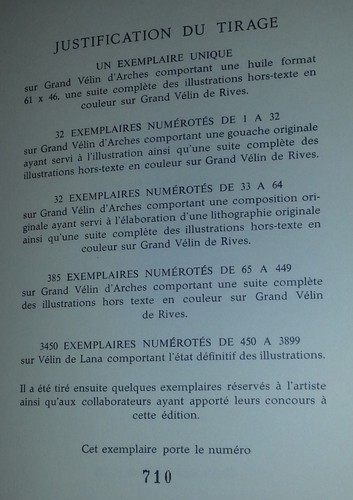 JUSTIFICATION DU TIRAGE
UN EXEMPLAIRE UNIQUE
sur Grand Vélin d'Arches comportant une huile format
61 x 46, une suite complète des illustrations hors-texte en
couleur sur Grand Vélin de Rives.
32 EXEMPLAIRES NUMÉROTÉS DE 1 A 32
sur Grand Vélin d'Arches comportant une gouache originale
ayant servi à l'illustration ainsi qu'une suite complète des
illustrations hors-texte en couleur sur Grand Vélin de Rives.
32 EXEMPLAIRES NUMÉROTÉS DE 33 A 64
sur Grand Vélin d'Arches comportant une composition ori-
ginale ayant servi à l'élaboration d'une lithographie originale
ainsi qu'une suite complète des illustrations hors-texte en
couleur sur Grand Vélin de Rives.
385 EXEMPLAIRES NUMÉROTÉS DE 65 A 449
sur Grand Vélin d'Arches comportant une suite complète
des illustrations hors texte en couleur sur Grand Vélin
de Rives.
3450 EXEMPLAIRES NUMÉROTÉS DE 450 A 3899
sur Vélin de Lana comportant l'état définitif des illustrations.
Il a été tiré ensuite quelques exemplaires réservés à l'artiste
ainsi qu'aux collaborateurs ayant apporté leurs concours à
cette édition.
Cet exemplaire porte le numéro
710